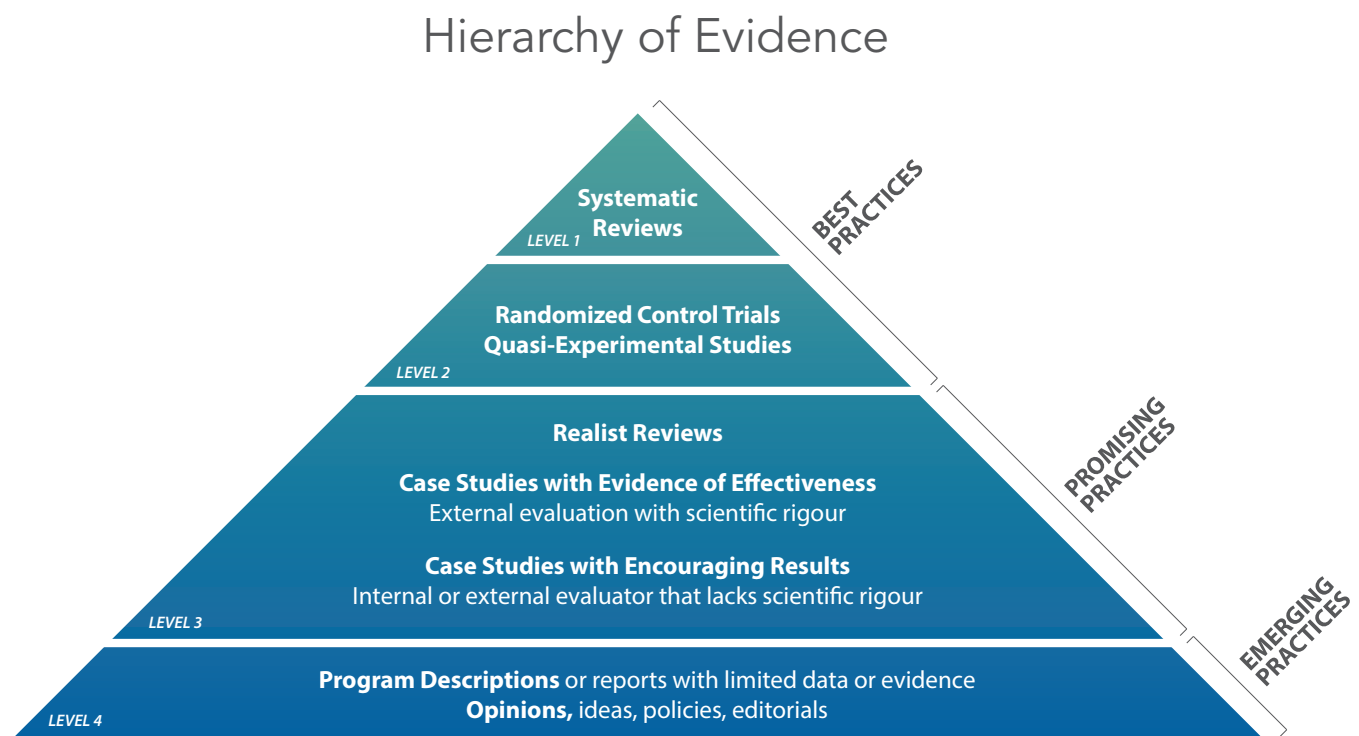 Hierarchy of Evidence
Systematic
Reviews
LEVEL 1
BEST
PRACTICES
Randomized Control Trials
Quasi-Experimental Studies
LEVEL 2
Realist Reviews
Case Studies with Evidence of Effectiveness
External evaluation with scientific rigour
Case Studies with Encouraging Results
Internal or external evaluator that lacks scientific rigour
LEVEL 3
PROMISING
PRACTICES
Program Descriptions or reports with limited data or evidence
Opinions, ideas, policies, editorials
LEVEL 4
EMERGING
PRACTICES